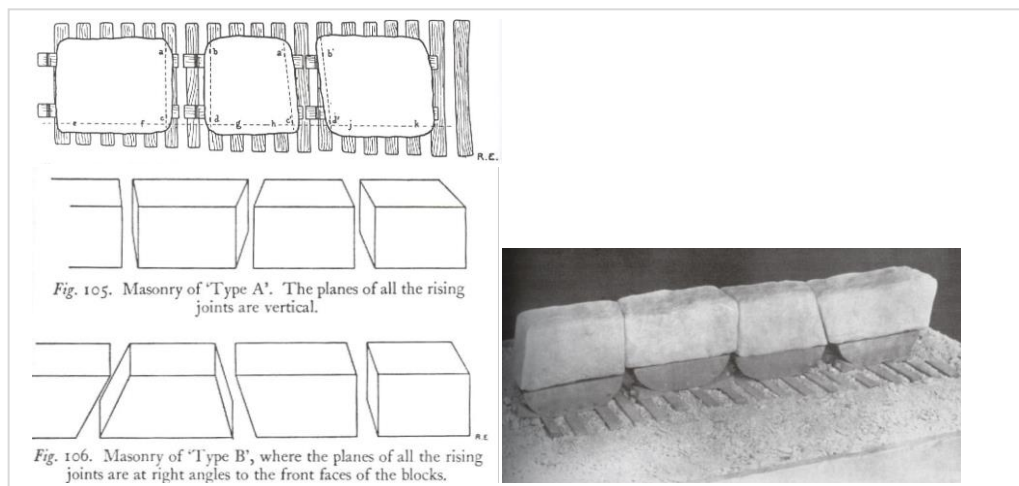 a b a' b'
e f c d g h c' d' j k
R.E.
Fig. 105. Masonry of 'Type A'. The planes of all the rising
joints are vertical.
R.E
Fig. 106. Masonry of 'Type B', where the planes of all the rising
joints are at right angles to the front faces of the blocks.